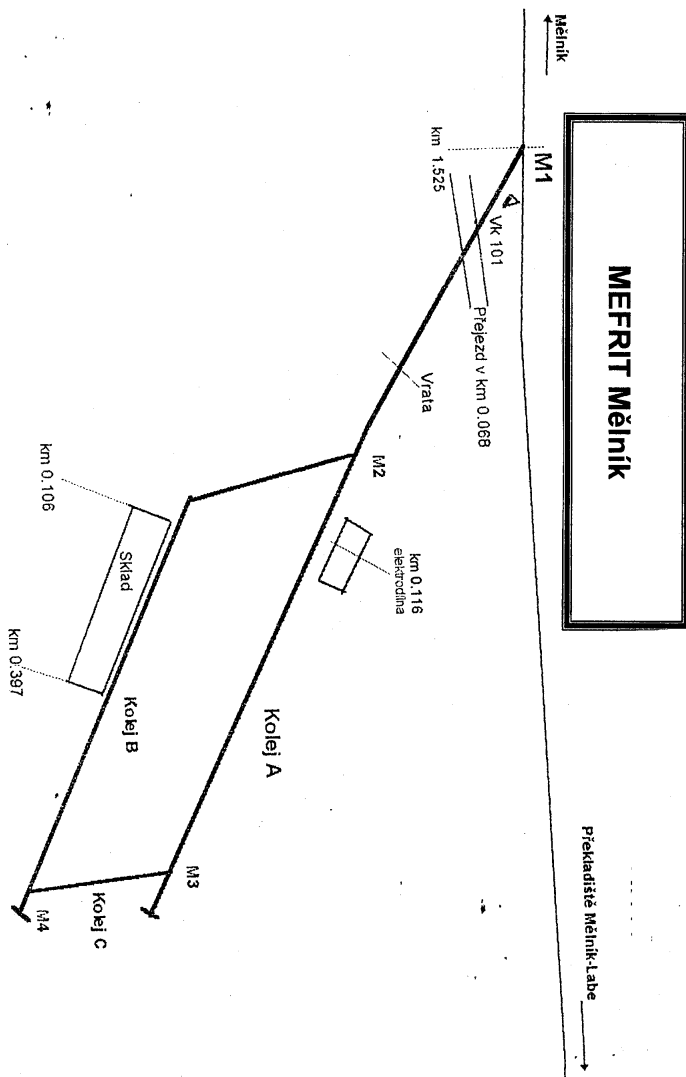 Mělník
MEFRIT Mělník
M1
km 1.525
Vk 101
Přejezd v km 0.068
Vrata
M2
km 0.116
elektrodílna
km 0.106
Sklad
km 0.397
Kolej B
Kolej A
M3
Kolej C
M4
Překladiště Mělník-Labe